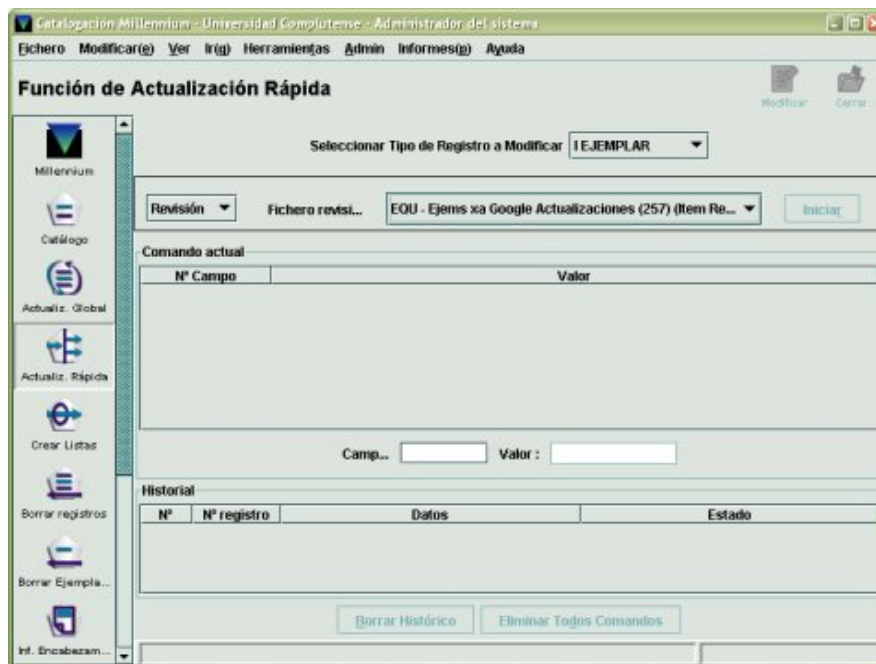 Catalogación Millennium - Universidad Complutense - Administrador del sistema
Fichero Modificar(e) Ver Ir(g) Herramientas Admin Informes(p) Ayuda
Función de Actualización Rápida
Modificar Cerrar
Seleccionar Tipo de Registro a Modificar I EJEMPLAR
Millennium
Revisión Fichero revisi... EQU - Ejems xa Google Actualizaciones (257) (Item Re... Iniciar
Catálogo
Comando actual
Nº Campo Valor
Actualiz. Global
Actualiz. Rápida
Crear Listas
Camp... Valor :
Historial
Borrar registros
Nº Nº registro Datos Estado
Borrar Ejempla...
Borrar Histórico Eliminar Todos Comandos
Inf. Encabezam...